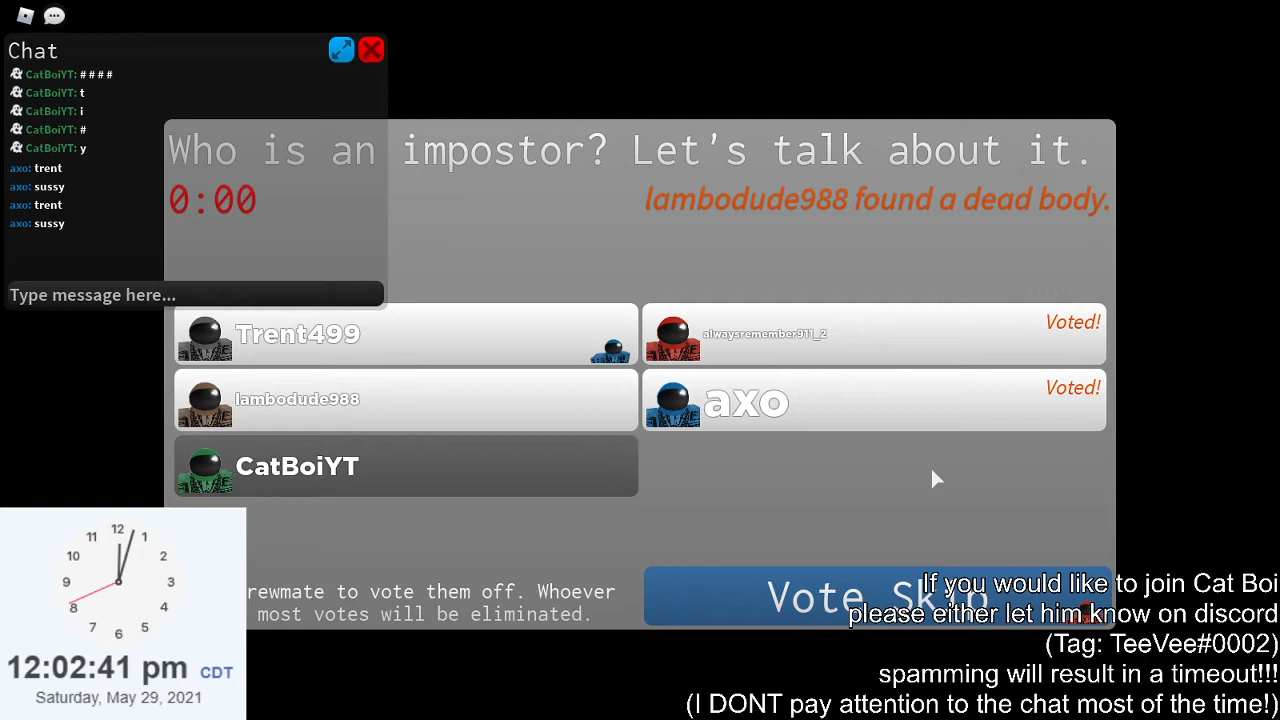 Chat
CatBoiYT: ####
CatBoiYT: t
CatBoiYT: i
CatBoiYT: #
CatBoiYT: y
axo: trent
axo: sussy
axo: trent
axo: sussy
Type message here...
Who is an impostor? Let's talk about it.
0:00
lambodude988 found a dead body.
Trent499
alwaysremember911_2
Voted!
lambodude988
axo
Voted!
CatBoiYT
rewmate to vote them off. Whoever
most votes will be eliminated.
Vote Skip
If you would like to join Cat Boi
please either let him know on discord
(Tag: TeeVee#0002)
spamming will result in a timeout!!!
(I DONT pay attention to the chat most of the time!)
12
1
2
3
4
5
6
7
8
9
10
11
12:02:41 pm CDT
Saturday, May 29, 2021